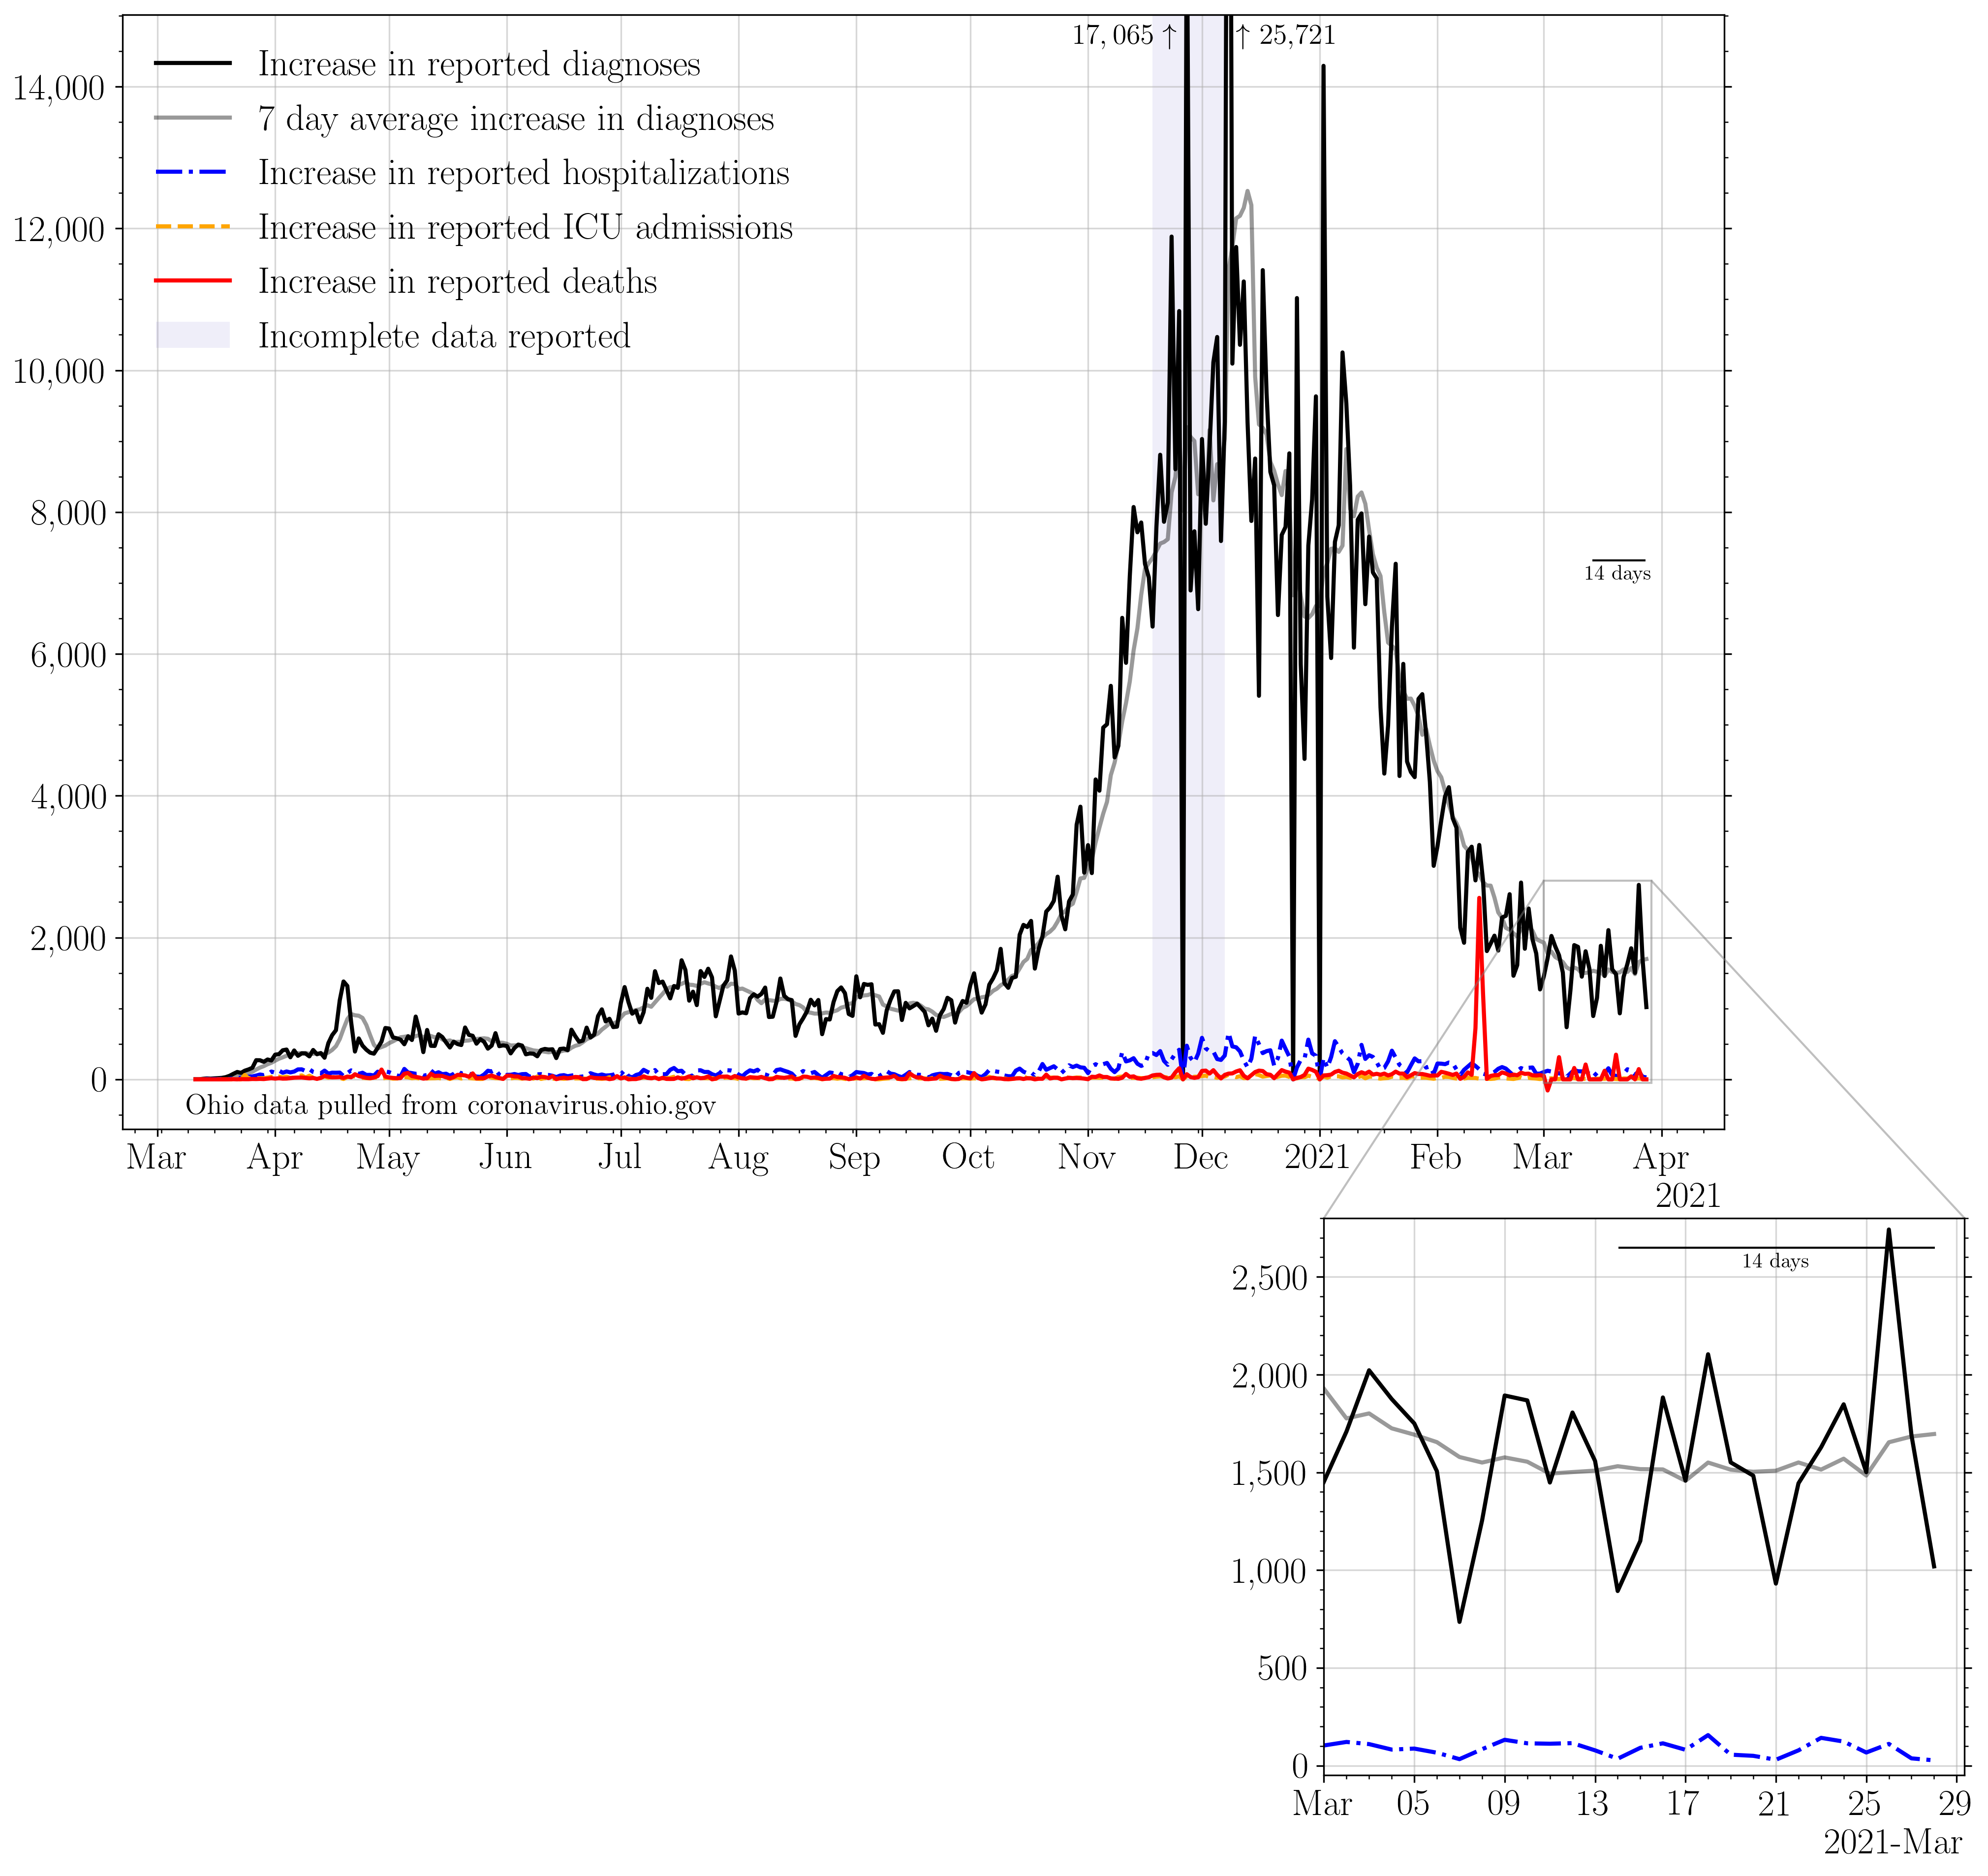 17, 065 ↑ ↑ 25,721
Increase in reported diagnoses
7 day average increase in diagnoses
Increase in reported hospitalizations
Increase in reported ICU admissions
Increase in reported deaths
Incomplete data reported
14,000
12,000
10,000
8,000
6,000
4,000
2,000
0
14 days
Ohio data pulled from coronavirus.ohio.gov
Mar Apr May Jun Jul Aug Sep Oct Nov Dec 2021 Feb Mar Apr
2021
14 days
2,500
2,000
1,500
1,000
500
0
Mar 05 09 13 17 21 25 29
2021-Mar